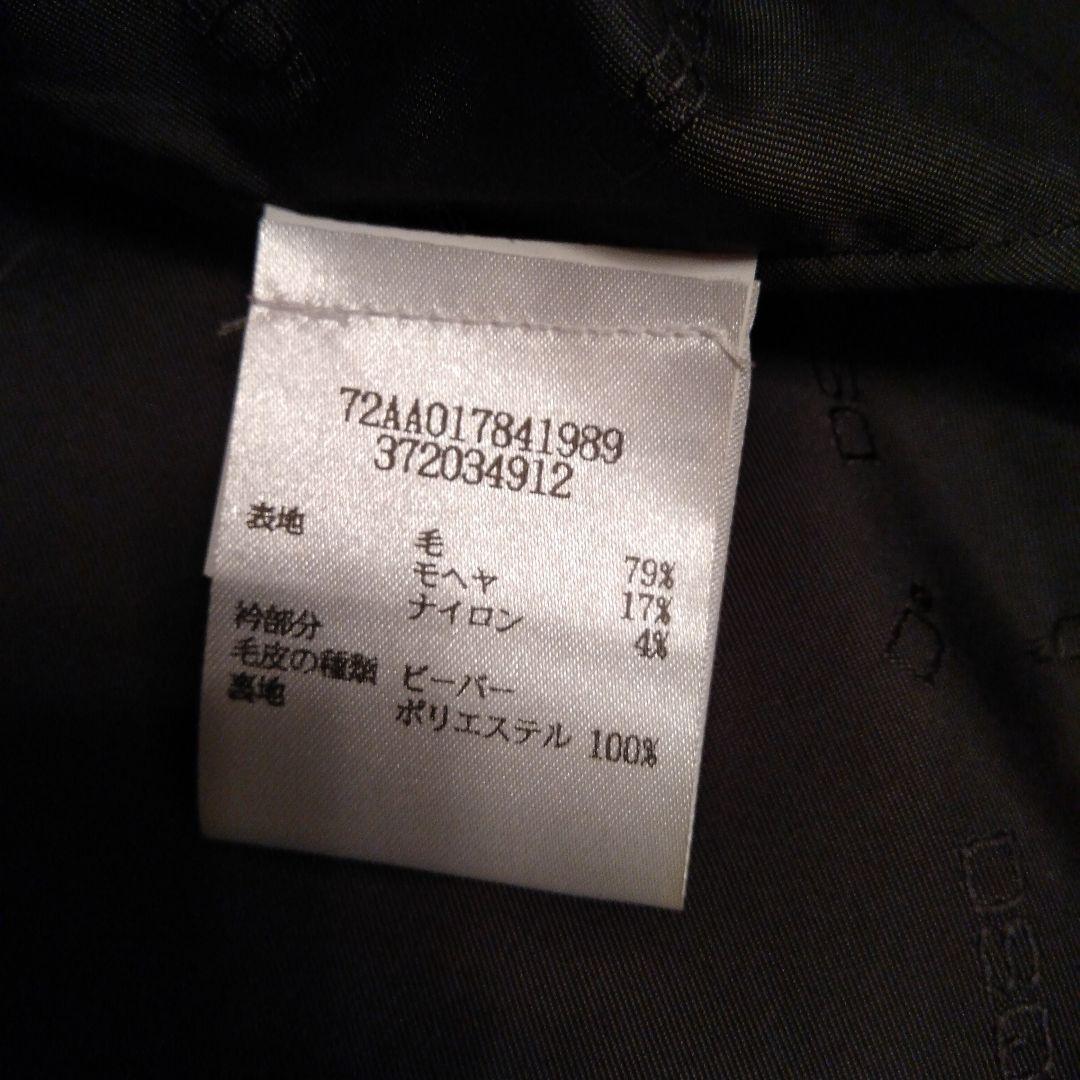 72AA017841989
372034912
表地 毛 79%
モヘヤ 17%
ナイロン 4%
衿部分
毛皮の種類 ビーバー
裏地 ポリエステル 100%